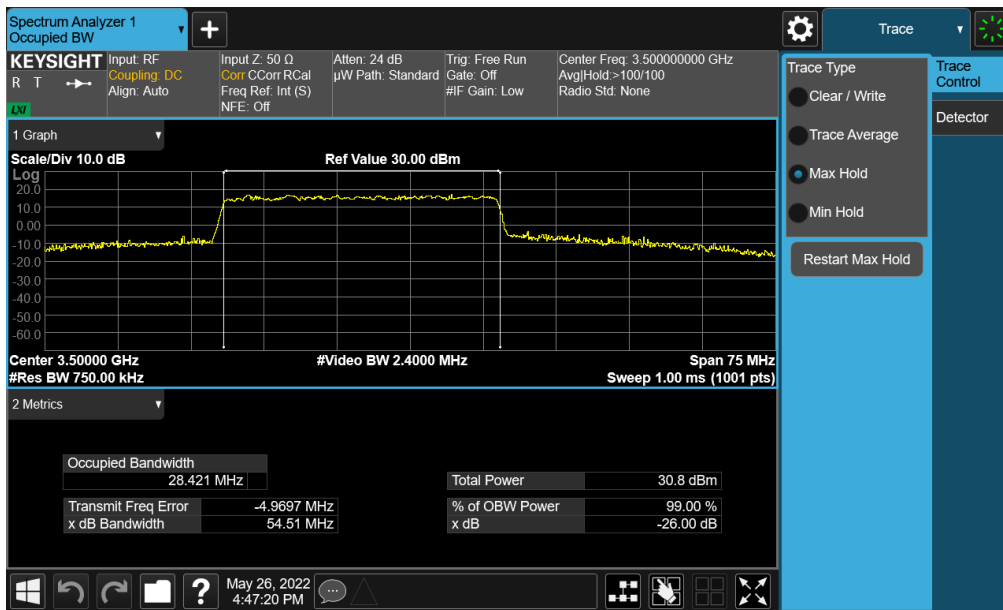 Spectrum Analyzer 1
Occupied BW
+
Trace
KEYSIGHT
R T
LXI
Input: RF
Coupling: DC
Align: Auto
Input Z: 50 Ω
Corr CCorr RCal
Freq Ref: Int (S)
NFE: Off
Atten: 24 dB
µW Path: Standard
Trig: Free Run
Gate: Off
#IF Gain: Low
Center Freq: 3.500000000 GHz
Avg|Hold:>100/100
Radio Std: None
Trace Type
Clear / Write
Trace Average
Max Hold
Min Hold
Restart Max Hold
Trace
Control
Detector
1 Graph
Scale/Div 10.0 dB
Ref Value 30.00 dBm
Log
20.0
10.0
0.00
-10.0
-20.0
-30.0
-40.0
-50.0
-60.0
Center 3.50000 GHz
#Video BW 2.4000 MHz
Span 75 MHz
#Res BW 750.00 kHz
Sweep 1.00 ms (1001 pts)
2 Metrics
Occupied Bandwidth
28.421 MHz
Total Power 30.8 dBm
Transmit Freq Error -4.9697 MHz
% of OBW Power 99.00 %
x dB Bandwidth 54.51 MHz
x dB -26.00 dB
?
May 26, 2022
4:47:20 PM